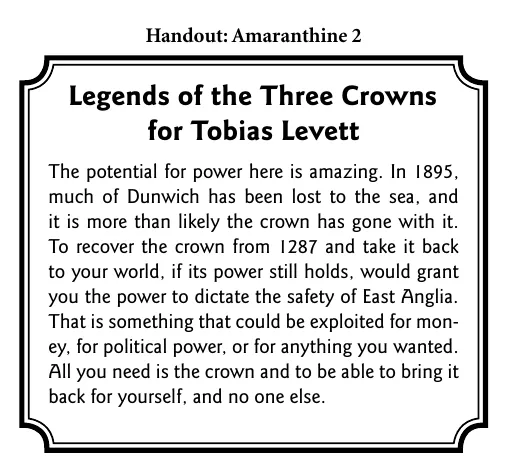 Handout: Amaranthine 2
Legends of the Three Crowns
for Tobias Levett
The potential for power here is amazing. In 1895,
much of Dunwich has been lost to the sea, and
it is more than likely the crown has gone with it.
To recover the crown from 1287 and take it back
to your world, if its power still holds, would grant
you the power to dictate the safety of East Anglia.
That is something that could be exploited for mon-
ey, for political power, or for anything you wanted.
All you need is the crown and to be able to bring it
back for yourself, and no one else.